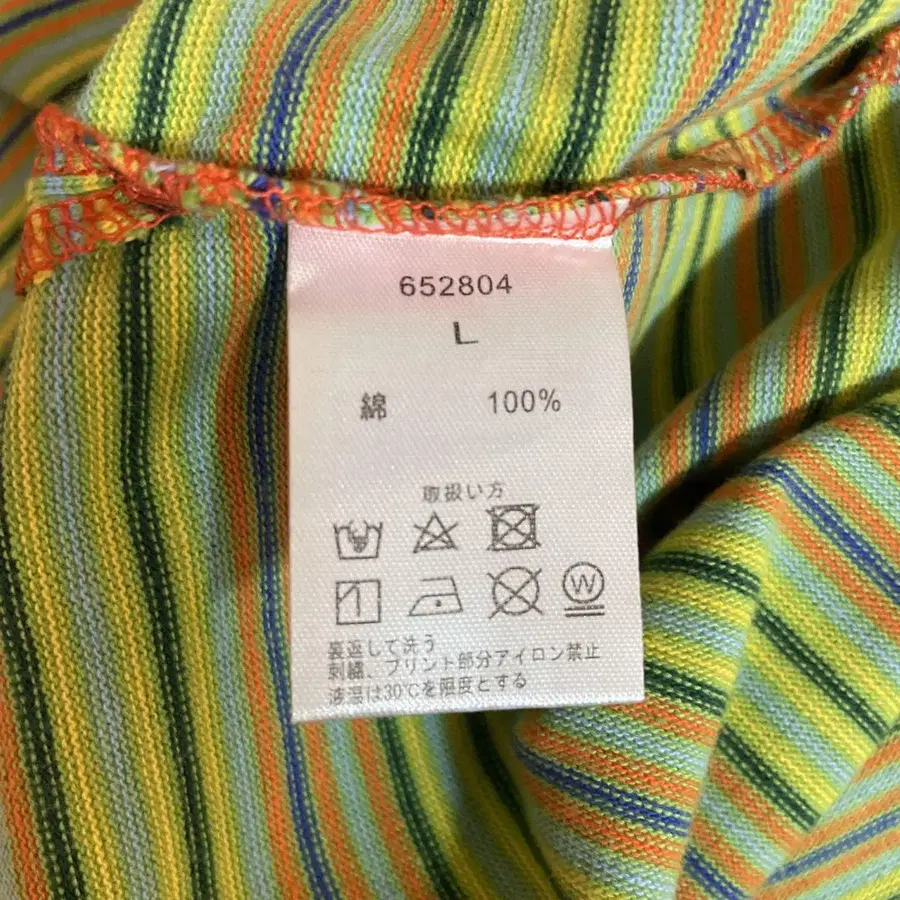 652804
L
綿 100%
取扱い方
W
裏返して洗う
刺繍、プリント部分アイロン禁止
液温は30℃を限度とする